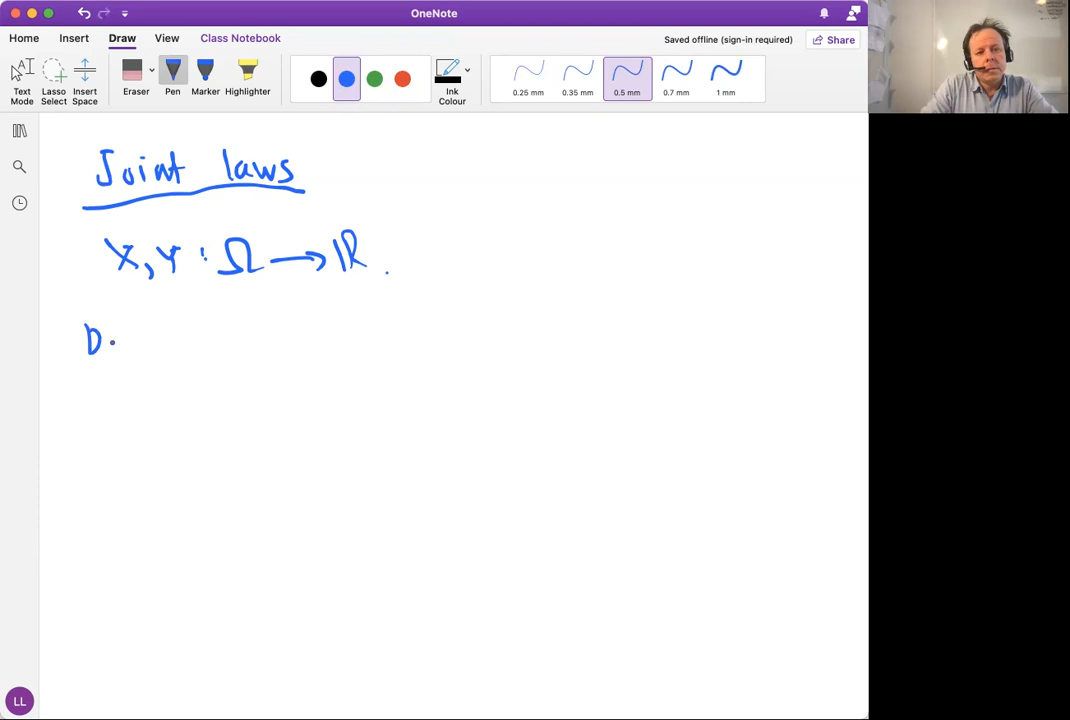 OneNote
Home Insert Draw View Class Notebook
Saved offline (sign-in required) Share
Text Mode
Lasso Select
Insert Space
Eraser
Pen
Marker
Highlighter
Ink Colour
0.25 mm 0.35 mm 0.5 mm 0.7 mm 1 mm
Joint laws
X, Y : Ω → ℝ.
D
LL